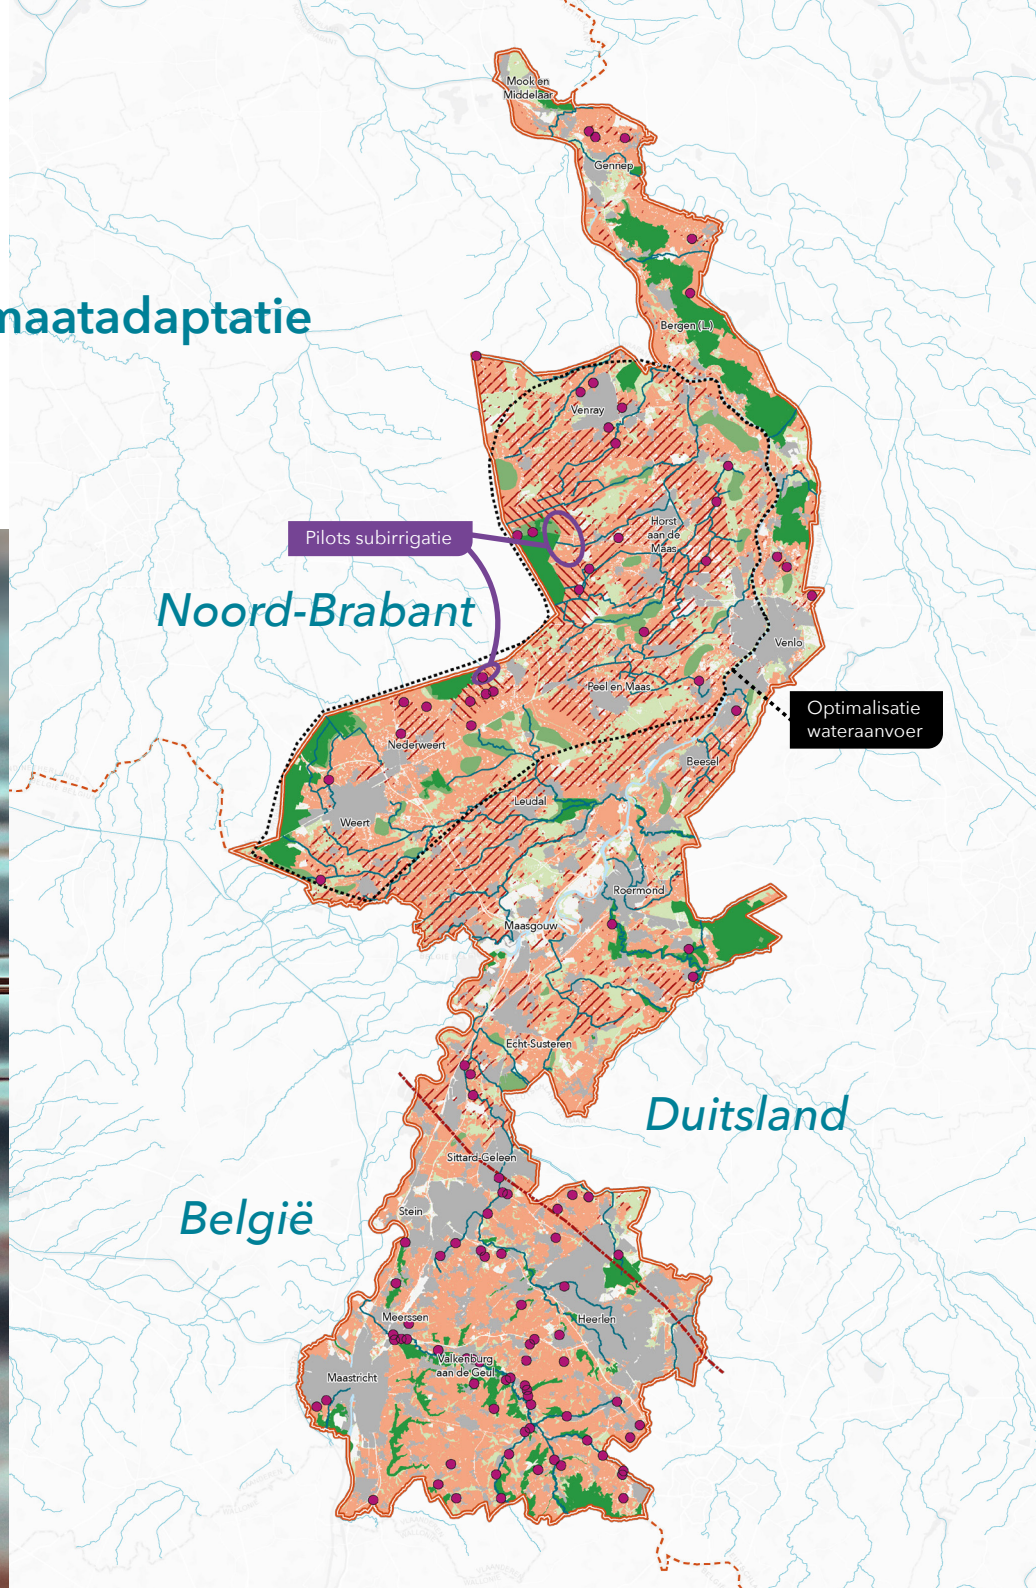 Mook en
Middelaar
Gennep
maatadaptatie
Bergen (L.)
Venray
Pilots subirrigatie
Horst
aan de
Maas
Noord-Brabant
Venlo
Peel en Maas
Optimalisatie
wateraanvoer
Nederweert
Beesel
Leudal
Weert
Roermond
Maasgouw
Echt-Susteren
Duitsland
Sittard-Geleen
België
Stein
Meerssen
Heerlen
Valkenburg
aan de Geul
Maastricht